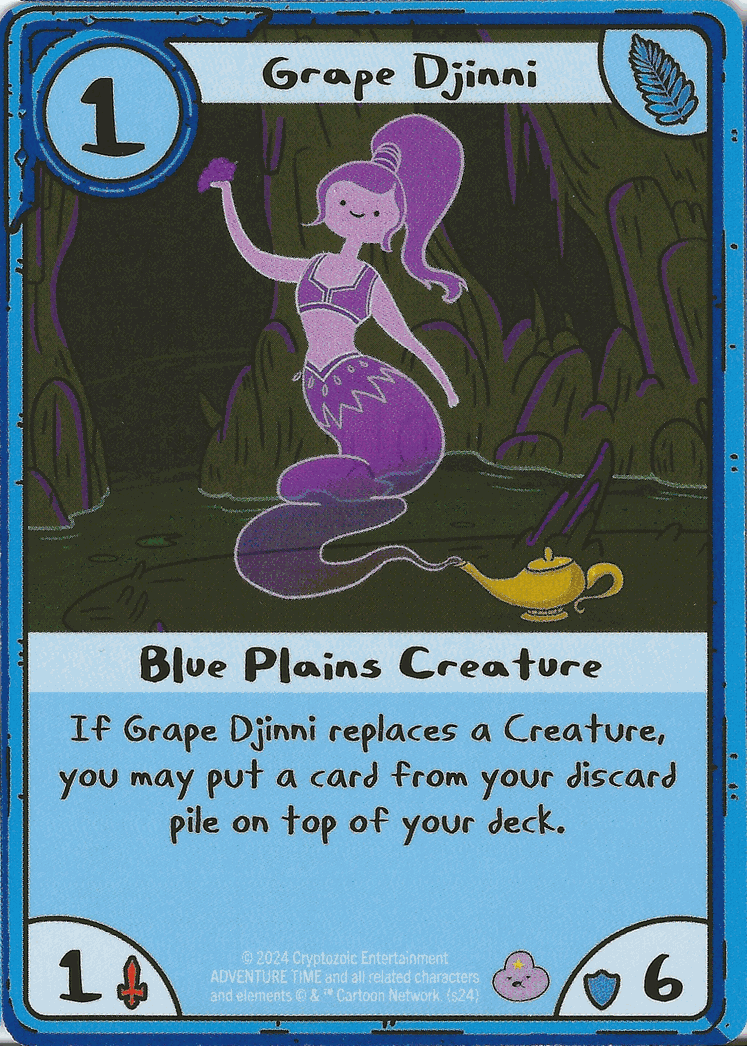 1
Grape Djinni
Blue Plains Creature
If Grape Djinni replaces a Creature,
you may put a card from your discard
pile on top of your deck.
1
© 2024 Cryptozoic Entertainment
ADVENTURE TIME and all related characters
and elements © & ™ Cartoon Network. (s24)
6